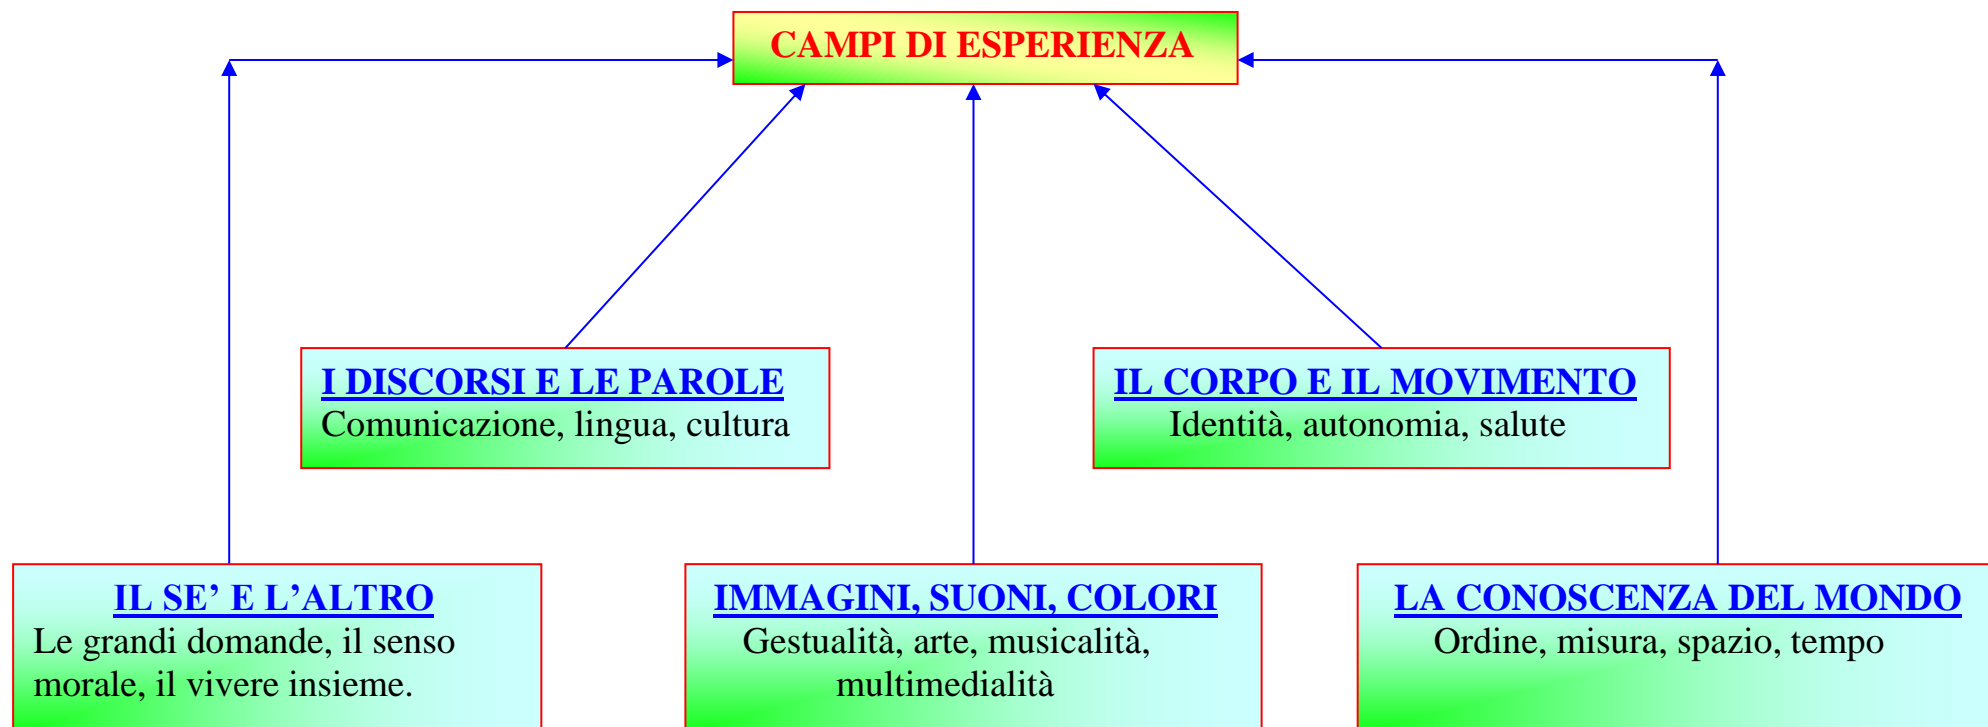 CAMPI DI ESPERIENZA
I DISCORSI E LE PAROLE
Comunicazione, lingua, cultura
IL CORPO E IL MOVIMENTO
Identità, autonomia, salute
IL SE’ E L’ALTRO
Le grandi domande, il senso
morale, il vivere insieme.
IMMAGINI, SUONI, COLORI
Gestualità, arte, musicalità,
multimedialità
LA CONOSCENZA DEL MONDO
Ordine, misura, spazio, tempo